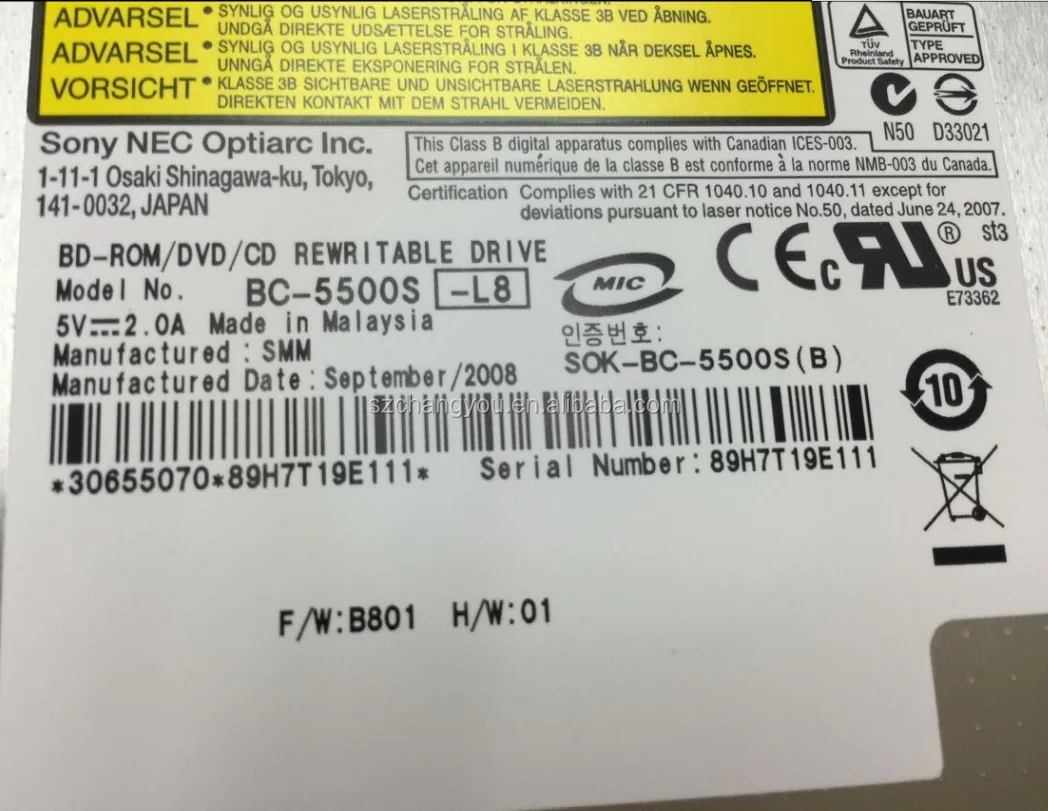 ADVARSEL • SYNLIG OG USYNLIG LASERSTRÅLING AF KLASSE 3B VED ÅBNING.
UNDGÅ DIREKTE UDSÆTTELSE FOR STRÅLING.
ADVARSEL • SYNLIG OG USYNLIG LASERSTRÅLING I KLASSE 3B NÅR DEKSEL ÅPNES.
UNNGÅ DIREKTE EKSPONERING FOR STRÅLEN.
VORSICHT • KLASSE 3B SICHTBARE UND UNSICHTBARE LASERSTRAHLUNG WENN GEÖFFNET.
DIREKTEN KONTAKT MIT DEM STRAHL VERMEIDEN.
TÜV
Rheinland
Product Safety
BAUART
GEPRÜFT
TYPE
APPROVED
N50 D33021
Sony NEC Optiarc Inc.
1-11-1 Osaki Shinagawa-ku, Tokyo,
141-0032, JAPAN
This Class B digital apparatus complies with Canadian ICES-003.
Cet appareil numérique de la classe B est conforme à la norme NMB-003 du Canada.
Certification Complies with 21 CFR 1040.10 and 1040.11 except for
deviations pursuant to laser notice No.50, dated June 24, 2007.
BD-ROM/DVD/CD REWRITABLE DRIVE
Model No. BC-5500S -L8
5V⎓2.0A Made in Malaysia
Manufactured : SMM
Manufactured Date : September/2008
MIC
인증번호:
SOK-BC-5500S(B)
CE c RU ® US st3
E73362
10
szchangyou.en.alibaba.com
*30655070*89H7T19E111* Serial Number: 89H7T19E111
F/W:B801 H/W:01